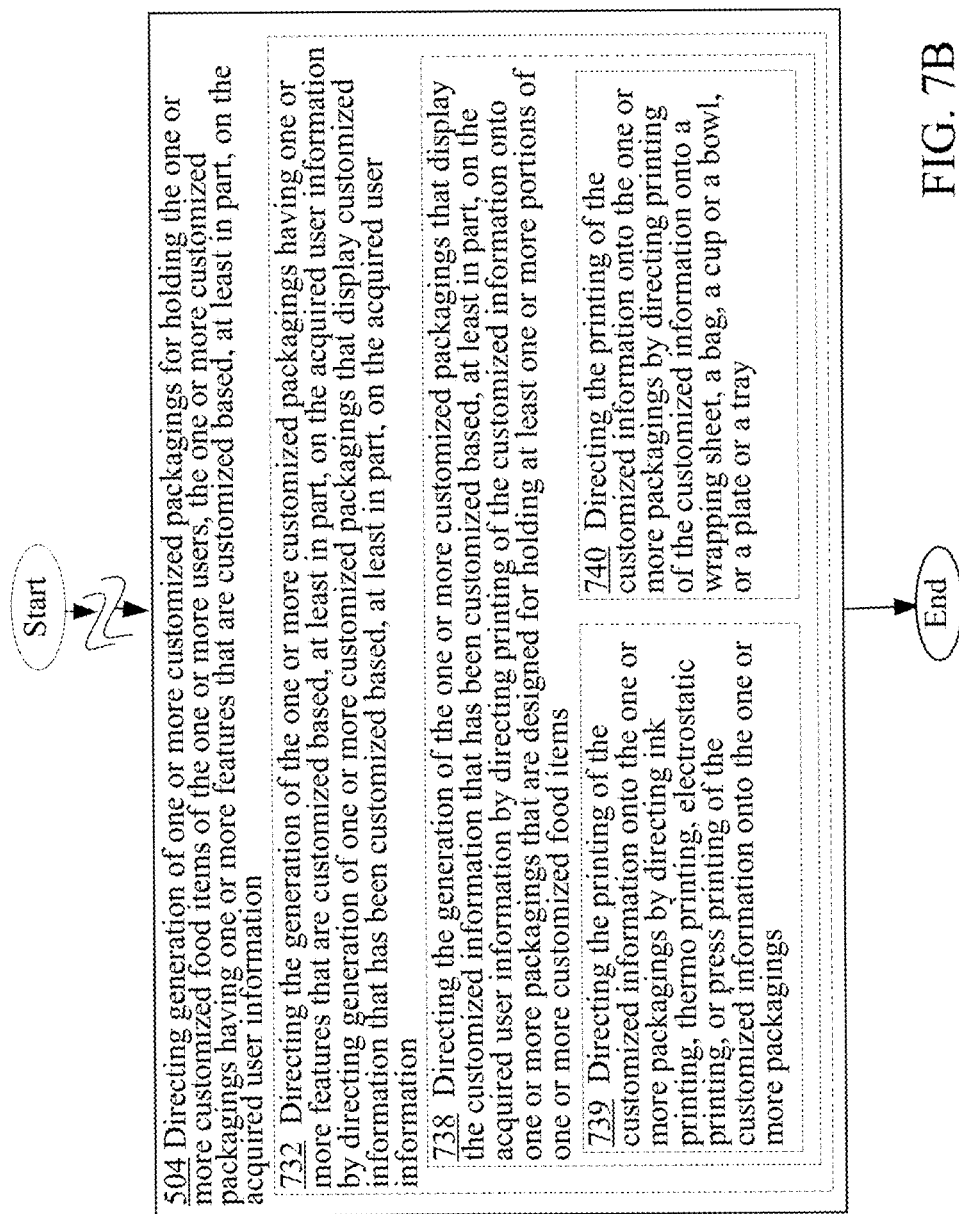 Start
504 Directing generation of one or more customized packagings for holding the one or
more customized food items of the one or more users, the one or more customized
packagings having one or more features that are customized based, at least in part, on the
acquired user information
732 Directing the generation of the one or more customized packagings having one or
more features that are customized based, at least in part, on the acquired user information
by directing generation of one or more customized packagings that display customized
information that has been customized based, at least in part, on the acquired user
information
738 Directing the generation of the one or more customized packagings that display
the customized information that has been customized based, at least in part, on the
acquired user information by directing printing of the customized information onto
one or more packagings that are designed for holding at least one or more portions of
one or more customized food items
739 Directing the printing of the
customized information onto the one or
more packagings by directing ink
printing, thermo printing, electrostatic
printing, or press printing of the
customized information onto the one or
more packagings
740 Directing the printing of the
customized information onto the one or
more packagings by directing printing
of the customized information onto a
wrapping sheet, a bag, a cup or a bowl,
or a plate or a tray
End
FIG. 7B